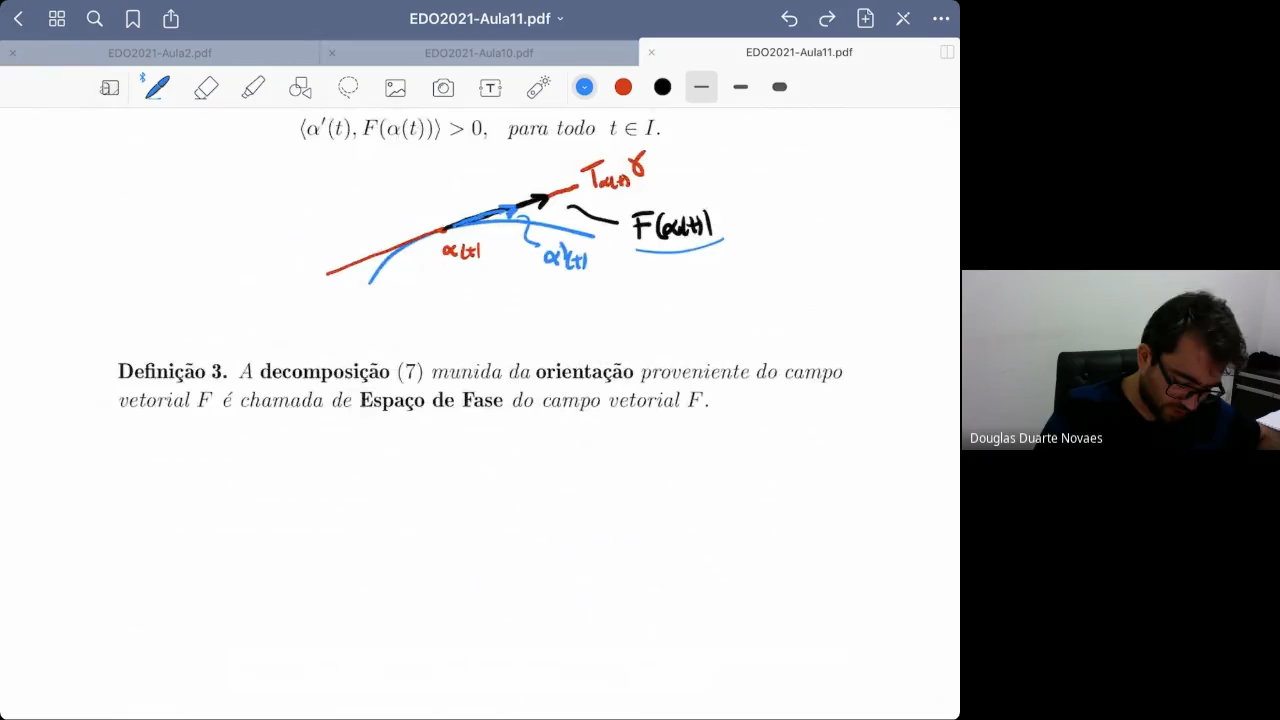 EDO2021-Aula11.pdf
EDO2021-Aula2.pdf
EDO2021-Aula10.pdf
EDO2021-Aula11.pdf
T
⟨α′(t), F(α(t))⟩ > 0, para todo t ∈ I.
T_α(t) γ
F(α(t))
α(t)
α'(t)
Definição 3. A decomposição (7) munida da orientação proveniente do campo
vetorial F é chamada de Espaço de Fase do campo vetorial F.
Douglas Duarte Novaes